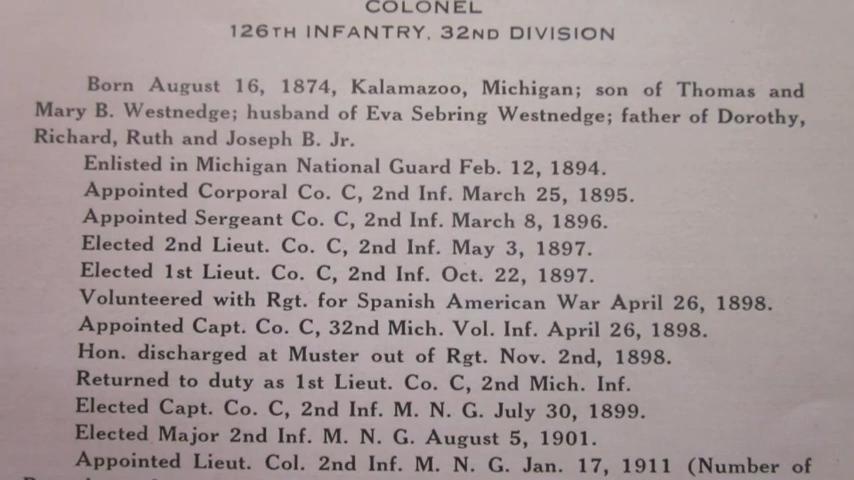 COLONEL
126TH INFANTRY, 32ND DIVISION
Born August 16, 1874, Kalamazoo, Michigan; son of Thomas and
Mary B. Westnedge; husband of Eva Sebring Westnedge; father of Dorothy,
Richard, Ruth and Joseph B. Jr.
Enlisted in Michigan National Guard Feb. 12, 1894.
Appointed Corporal Co. C, 2nd Inf. March 25, 1895.
Appointed Sergeant Co. C, 2nd Inf. March 8, 1896.
Elected 2nd Lieut. Co. C, 2nd Inf. May 3, 1897.
Elected 1st Lieut. Co. C, 2nd Inf. Oct. 22, 1897.
Volunteered with Rgt. for Spanish American War April 26, 1898.
Appointed Capt. Co. C, 32nd Mich. Vol. Inf. April 26, 1898.
Hon. discharged at Muster out of Rgt. Nov. 2nd, 1898.
Returned to duty as 1st Lieut. Co. C, 2nd Mich. Inf.
Elected Capt. Co. C, 2nd Inf. M. N. G. July 30, 1899.
Elected Major 2nd Inf. M. N. G. August 5, 1901.
Appointed Lieut. Col. 2nd Inf. M. N. G. Jan. 17, 1911 (Number of